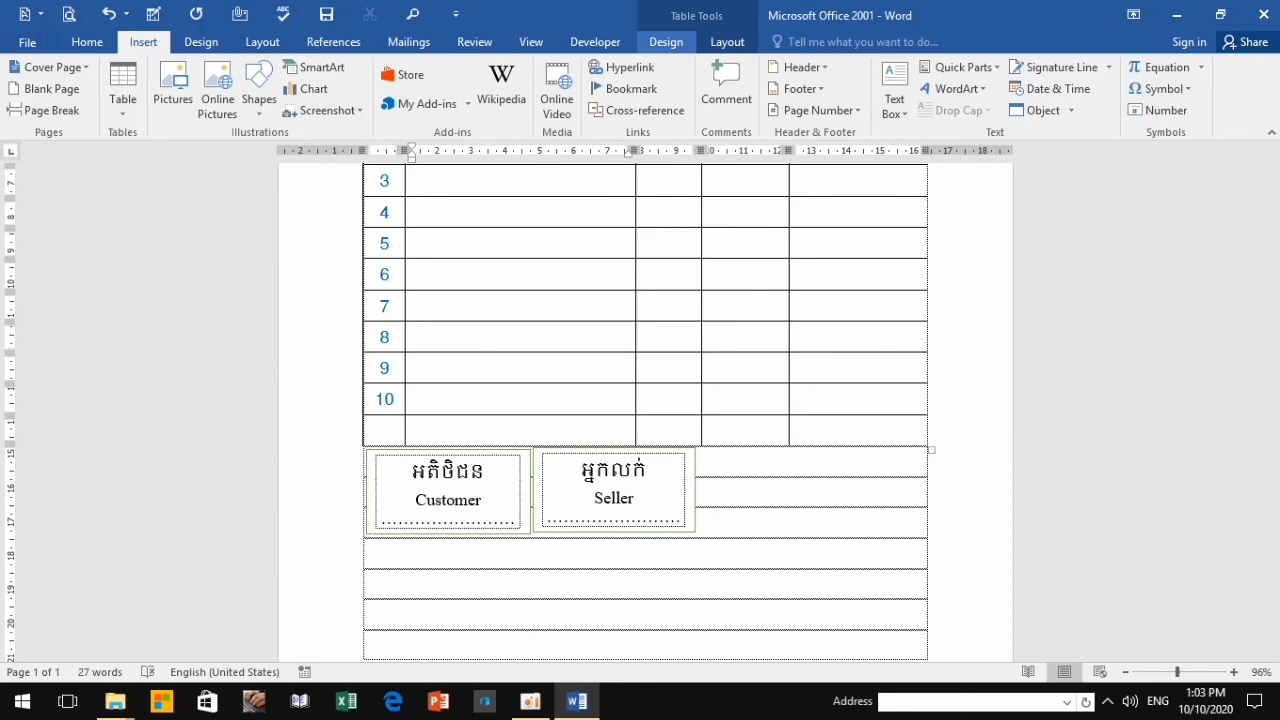 Table Tools
Microsoft Office 2001 - Word
File Home Insert Design Layout References Mailings Review View Developer Design Layout Tell me what you want to do... Sign in Share
Cover Page
Blank Page
Page Break
Pages
Table
Tables
Pictures
Online Pictures
Shapes
SmartArt
Chart
Screenshot
Illustrations
Store
My Add-ins
Wikipedia
Add-ins
Online Video
Media
Hyperlink
Bookmark
Cross-reference
Links
Comment
Comments
Header
Footer
Page Number
Header & Footer
Text Box
Quick Parts
WordArt
Drop Cap
Signature Line
Date & Time
Object
Text
Equation
Symbol
Number
Symbols
3
4
5
6
7
8
9
10
អតិថិជន
Customer
........................
អ្នកលក់
Seller
........................
Page 1 of 1 27 words English (United States) 96%
Address ENG 1:03 PM
10/10/2020